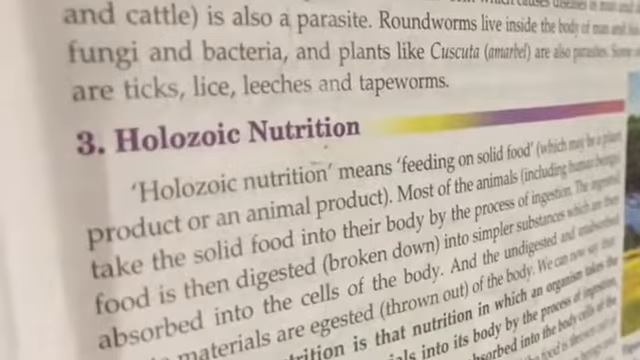 and cattle) is also a parasite. Roundworms live inside the body of man and
fungi and bacteria, and plants like Cuscuta (amarbel) are also parasites. Some
are ticks, lice, leeches and tapeworms.
3. Holozoic Nutrition
'Holozoic nutrition' means 'feeding on solid food' (which may be a plant
product or an animal product). Most of the animals (including human beings)
take the solid food into their body by the process of ingestion. The ingested
food is then digested (broken down) into simpler substances which are then
absorbed into the cells of the body. And the undigested and unabsorbed
materials are egested (thrown out) of the body. We can now say that
is that nutrition in which an organism takes the
into its body by the process of ingestion,
absorbed into the body cells of the